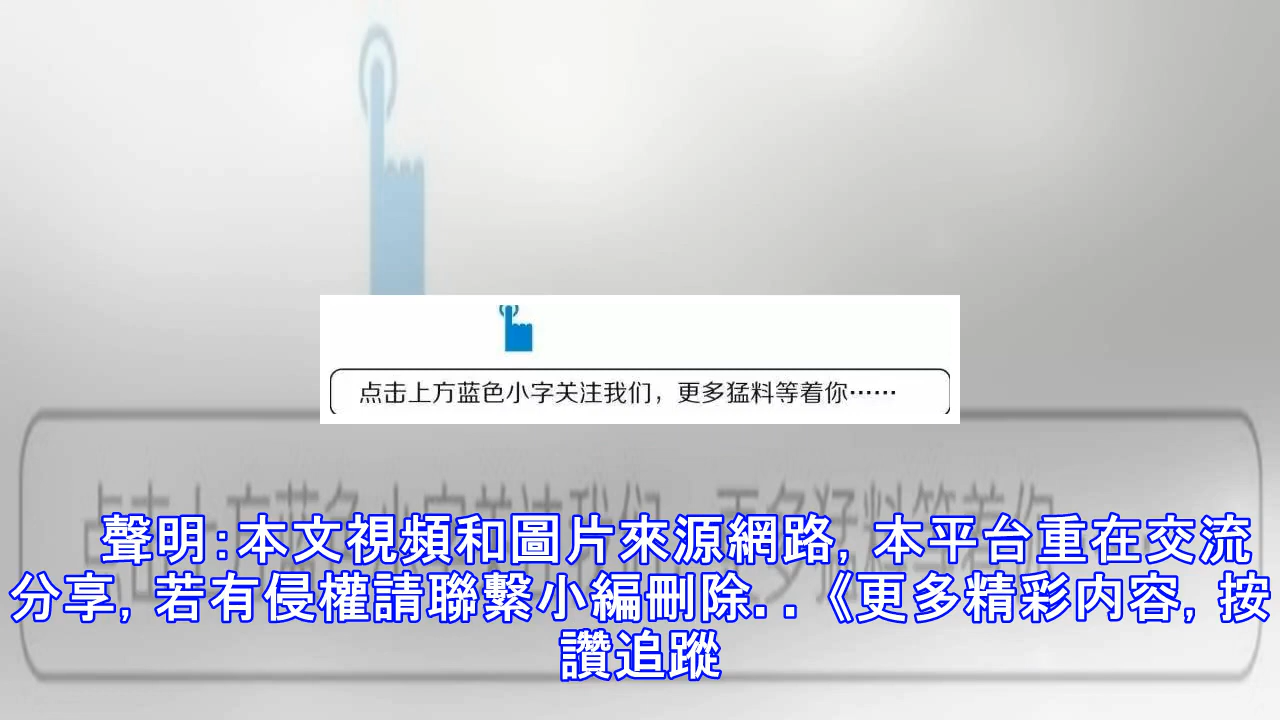 点击上方蓝色小字关注我们，更多猛料等着你……
聲明:本文視頻和圖片來源網路, 本平台重在交流
分享, 若有侵權請聯繫小編刪除. . 《更多精彩内容, 按
讚追蹤